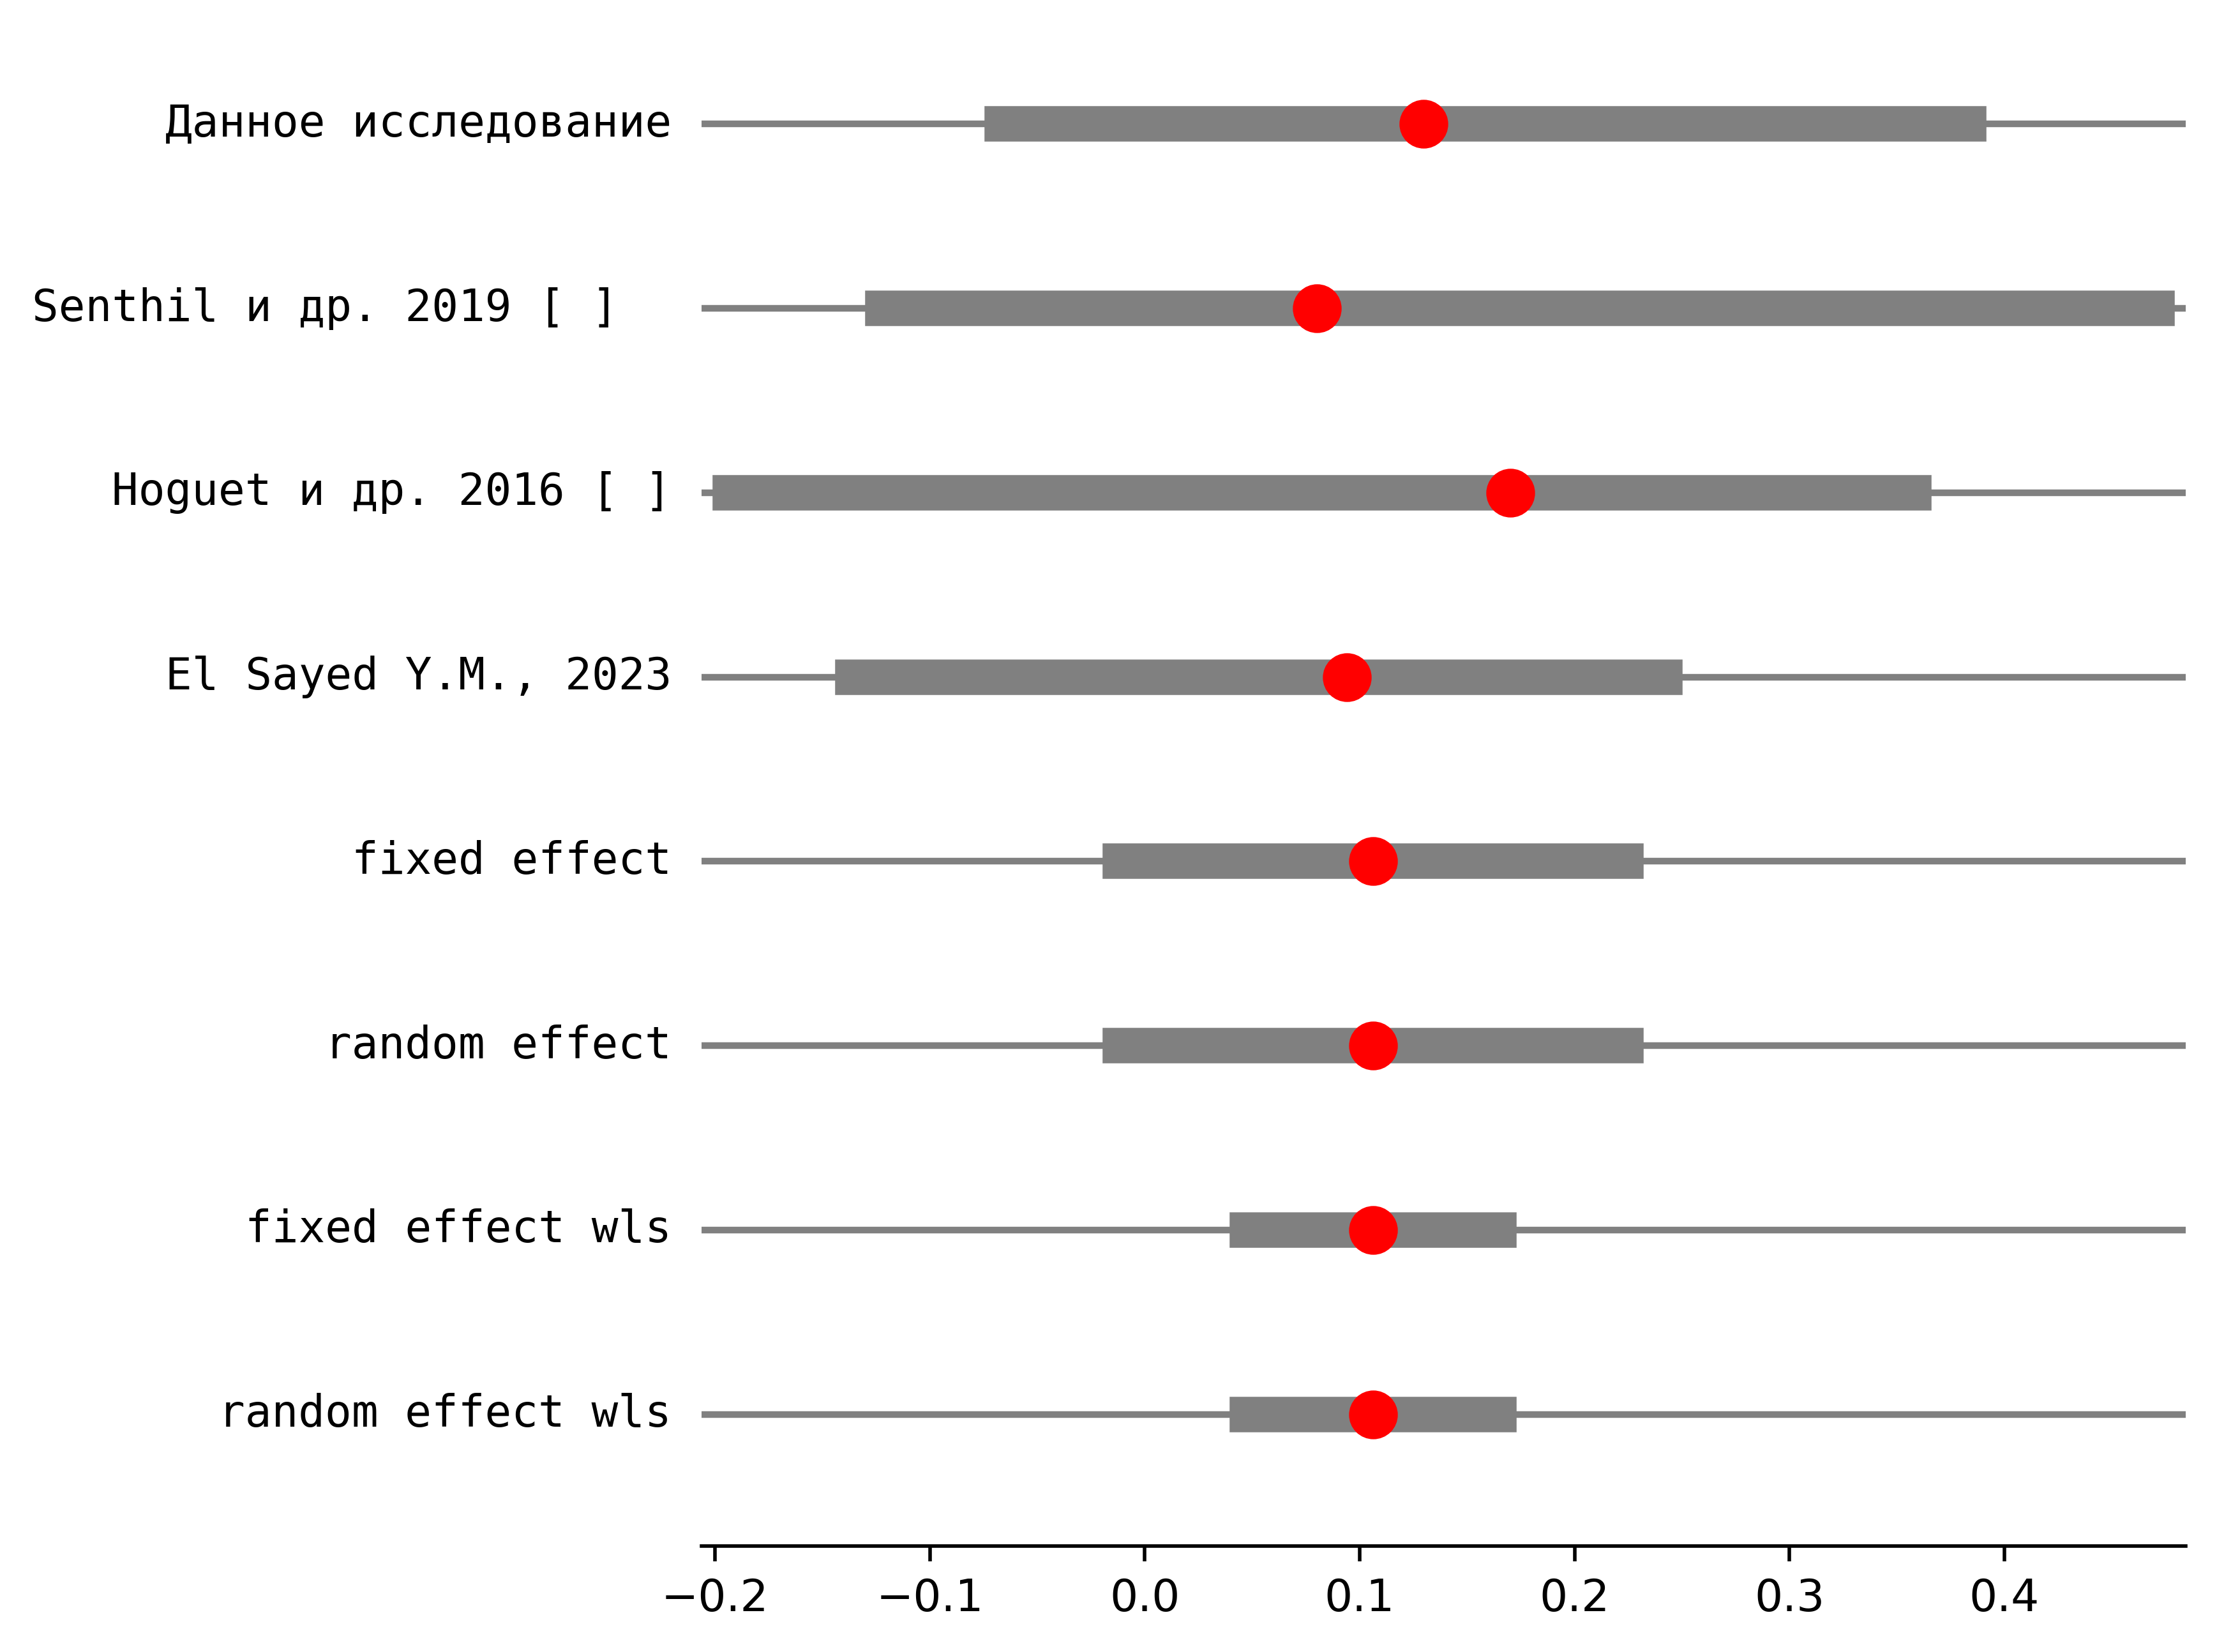 Данное исследование
Senthil и др. 2019 [ ]
Hoguet и др. 2016 [ ]
El Sayed Y.M., 2023
fixed effect
random effect
fixed effect wls
random effect wls
−0.2 −0.1 0.0 0.1 0.2 0.3 0.4